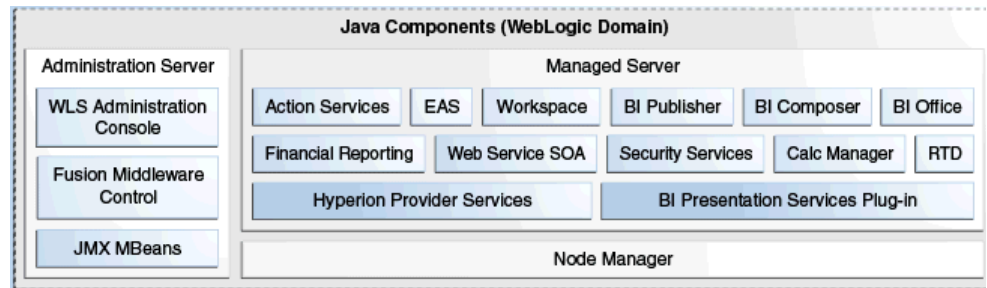 Java Components (WebLogic Domain)
Administration Server
WLS Administration
Console
Fusion Middleware
Control
JMX MBeans
Managed Server
Action Services
EAS
Workspace
BI Publisher
BI Composer
BI Office
Financial Reporting
Web Service SOA
Security Services
Calc Manager
RTD
Hyperion Provider Services
BI Presentation Services Plug-in
Node Manager